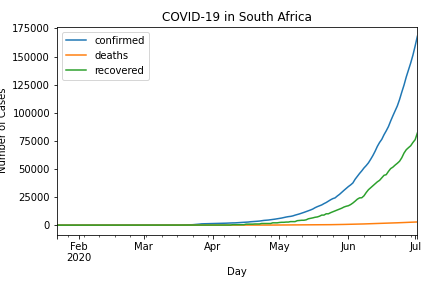 COVID-19 in South Africa
175000
150000
125000
100000
75000
50000
25000
0
Number of Cases
confirmed
deaths
recovered
Feb
2020
Mar
Apr
May
Jun
Jul
Day